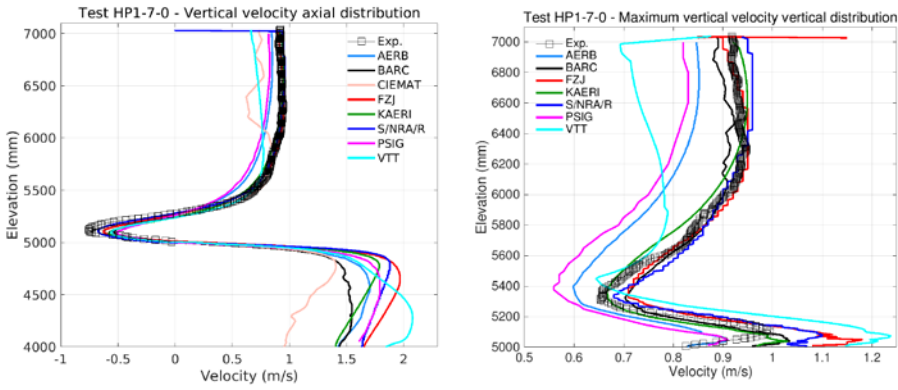 Test HP1-7-0 - Vertical velocity axial distribution
7000
6500
6000
5500
5000
4500
4000
Elevation (mm)
Exp.
AERB
BARC
CIEMAT
FZJ
KAERI
S/NRA/R
PSIG
VTT
-1 -0.5 0 0.5 1 1.5 2
Velocity (m/s)
Test HP1-7-0 - Maximum vertical velocity vertical distribution
7000
6800
6600
6400
6200
6000
5800
5600
5400
5200
5000
Elevation (mm)
Exp.
AERB
BARC
FZJ
KAERI
S/NRA/R
PSIG
VTT
0.5 0.6 0.7 0.8 0.9 1 1.1 1.2
Velocity (m/s)